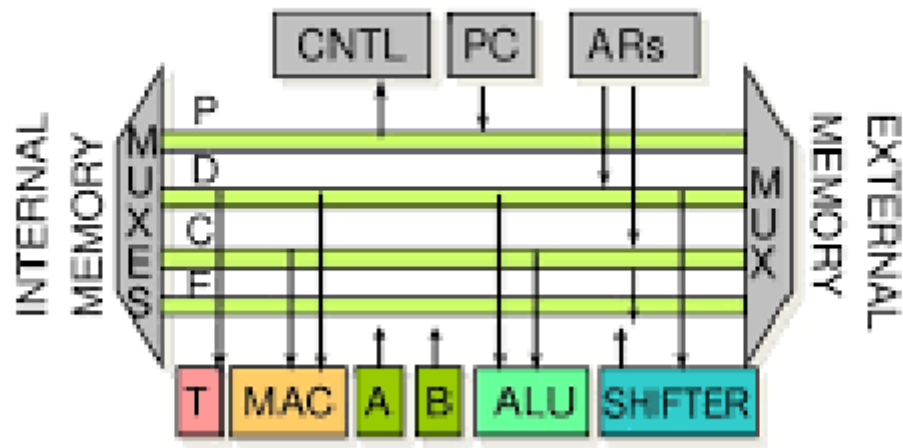 CNTL PC ARs
INTERNAL
MEMORY
MUXES
P
D
C
E
MUX
MEMORY
EXTERNAL
T MAC A B ALU SHIFTER